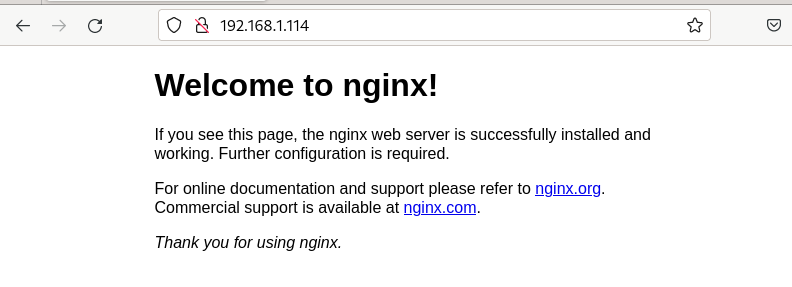 192.168.1.114
Welcome to nginx!
If you see this page, the nginx web server is successfully installed and
working. Further configuration is required.
For online documentation and support please refer to nginx.org.
Commercial support is available at nginx.com.
Thank you for using nginx.